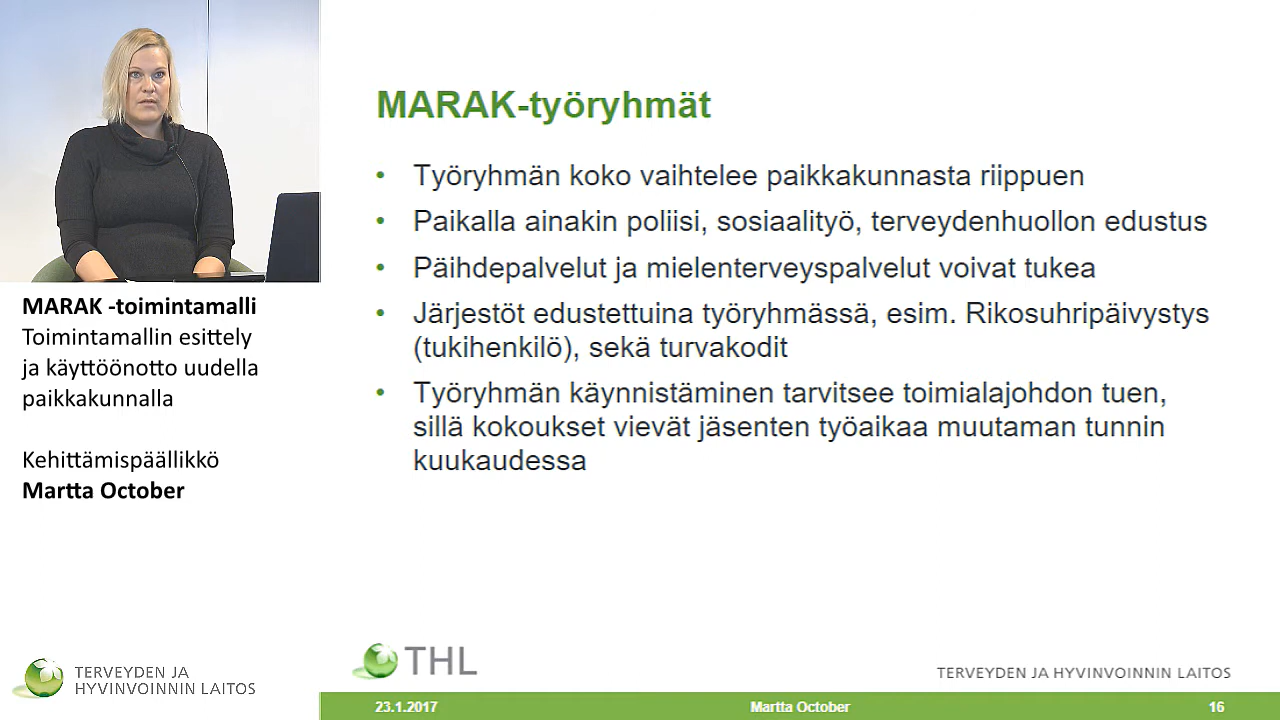 MARAK-työryhmät
• Työryhmän koko vaihtelee paikkakunnasta riippuen
• Paikalla ainakin poliisi, sosiaalityö, terveydenhuollon edustus
• Päihdepalvelut ja mielenterveyspalvelut voivat tukea
• Järjestöt edustettuina työryhmässä, esim. Rikosuhripäivystys
(tukihenkilö), sekä turvakodit
• Työryhmän käynnistäminen tarvitsee toimialajohdon tuen,
sillä kokoukset vievät jäsenten työaikaa muutaman tunnin
kuukaudessa
MARAK -toimintamalli
Toimintamallin esittely
ja käyttöönotto uudella
paikkakunnalla
Kehittämispäällikkö
Martta October
TERVEYDEN JA
HYVINVOINNIN LAITOS
THL
TERVEYDEN JA HYVINVOINNIN LAITOS
23.1.2017
Martta October
16